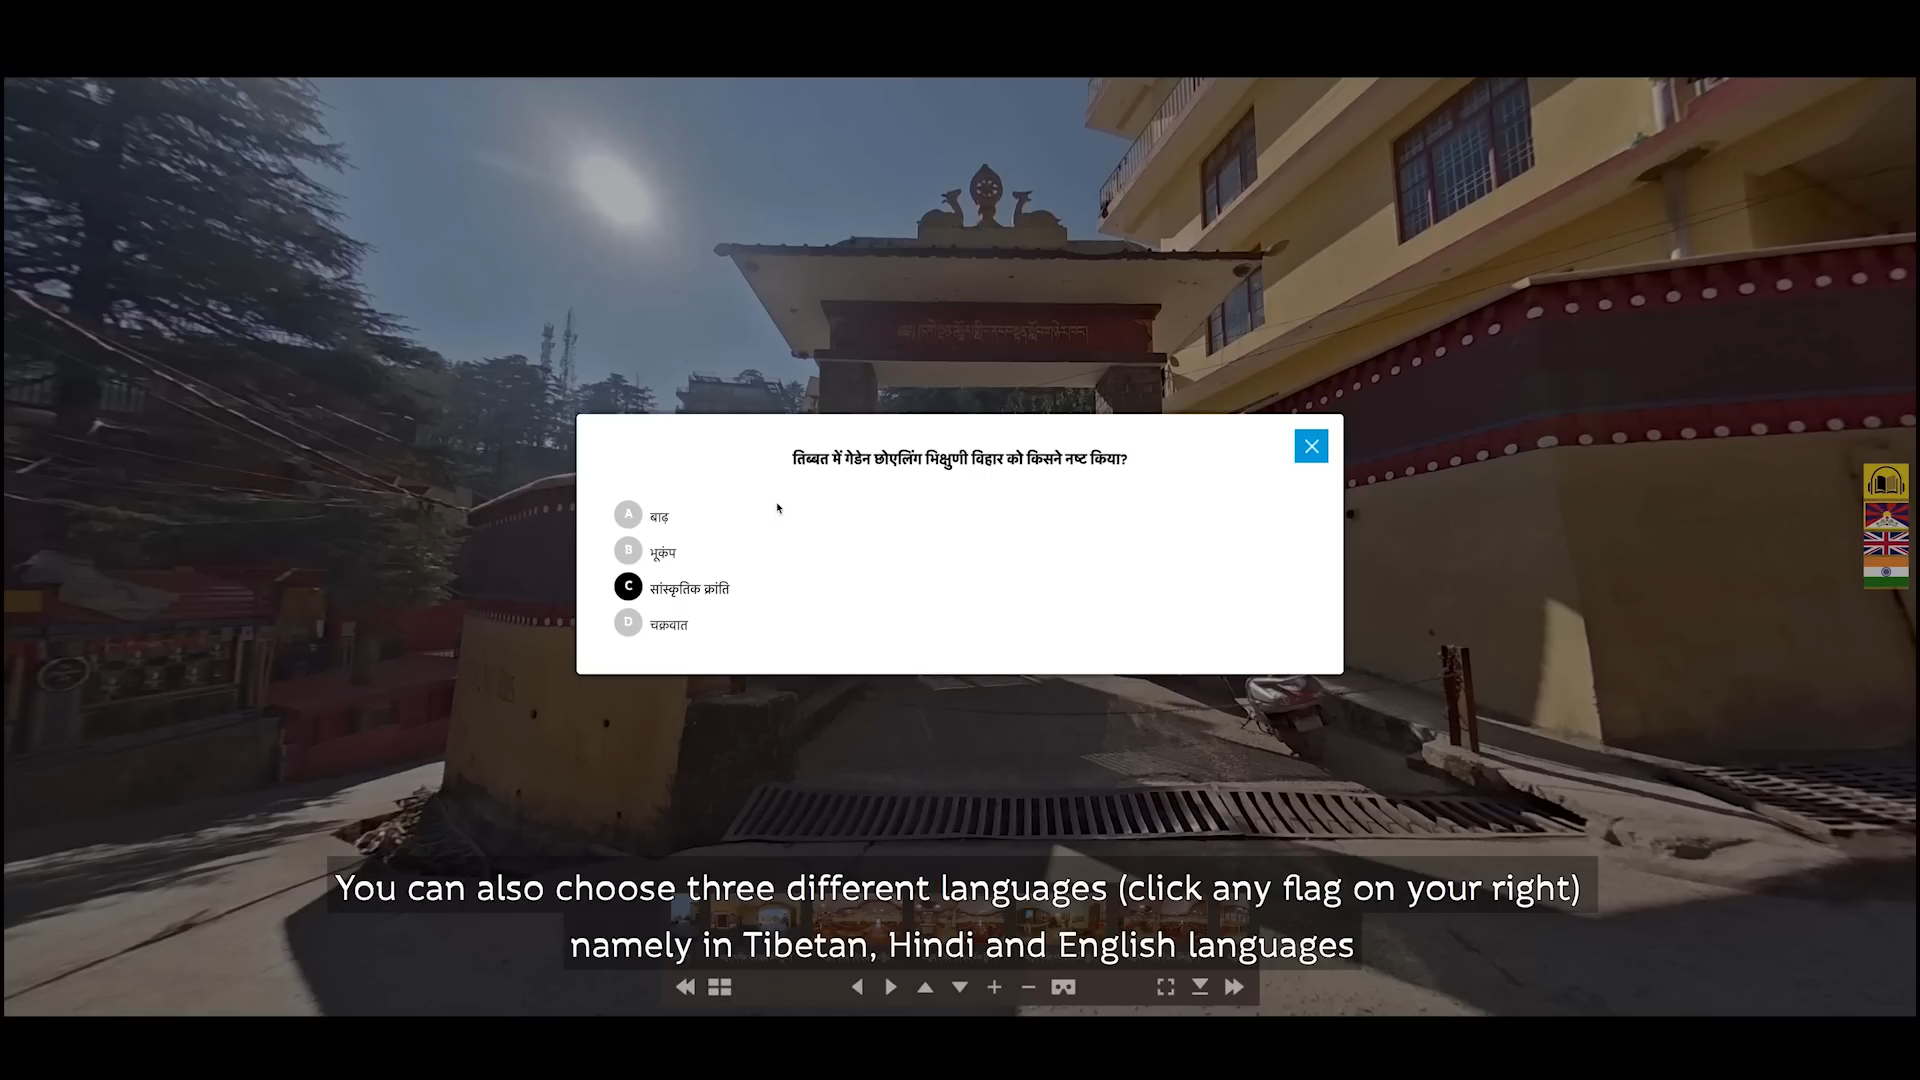 तिब्बत में गेडेन छोएलिंग भिक्षुणी विहार को किसने नष्ट किया?
A बाढ़
B भूकंप
C सांस्कृतिक क्रांति
D चक्रवात
You can also choose three different languages (click any flag on your right)
namely in Tibetan, Hindi and English languages